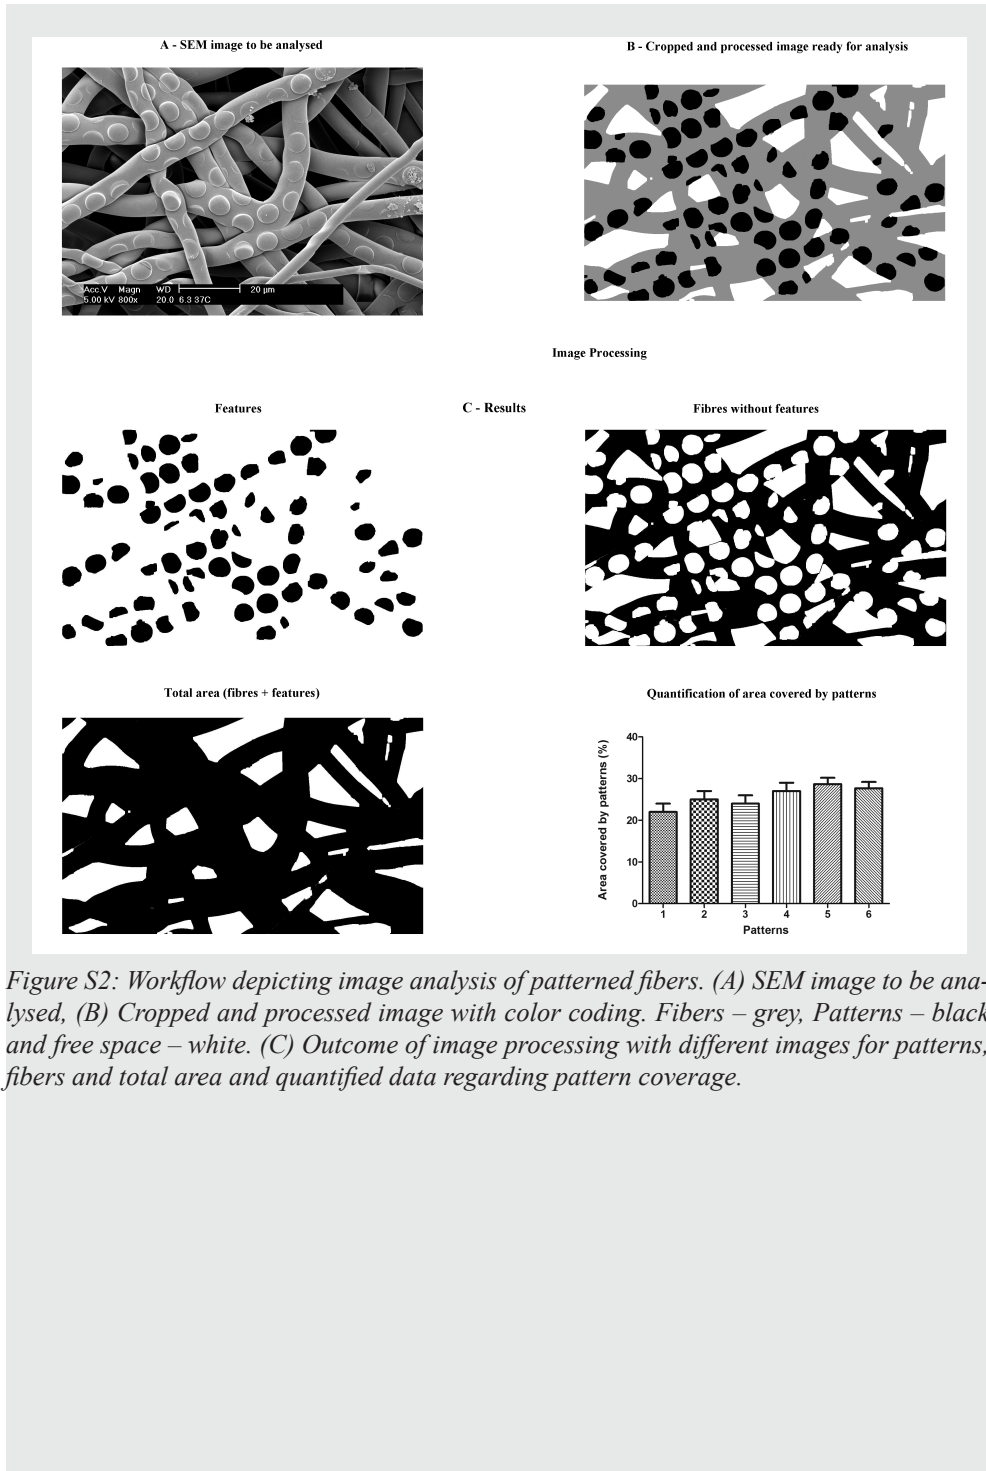 A - SEM image to be analysed
B - Cropped and processed image ready for analysis
Acc.V Magn WD 20 µm
5.00 kV 800x 20.0 6.3 37C
Image Processing
Features
C - Results
Fibres without features
Total area (fibres + features)
Quantification of area covered by patterns
Area covered by patterns (%)
40
30
20
10
0
1 2 3 4 5 6
Patterns
Figure S2: Workflow depicting image analysis of patterned fibers. (A) SEM image to be ana-
lysed, (B) Cropped and processed image with color coding. Fibers – grey, Patterns – black
and free space – white. (C) Outcome of image processing with different images for patterns,
fibers and total area and quantified data regarding pattern coverage.